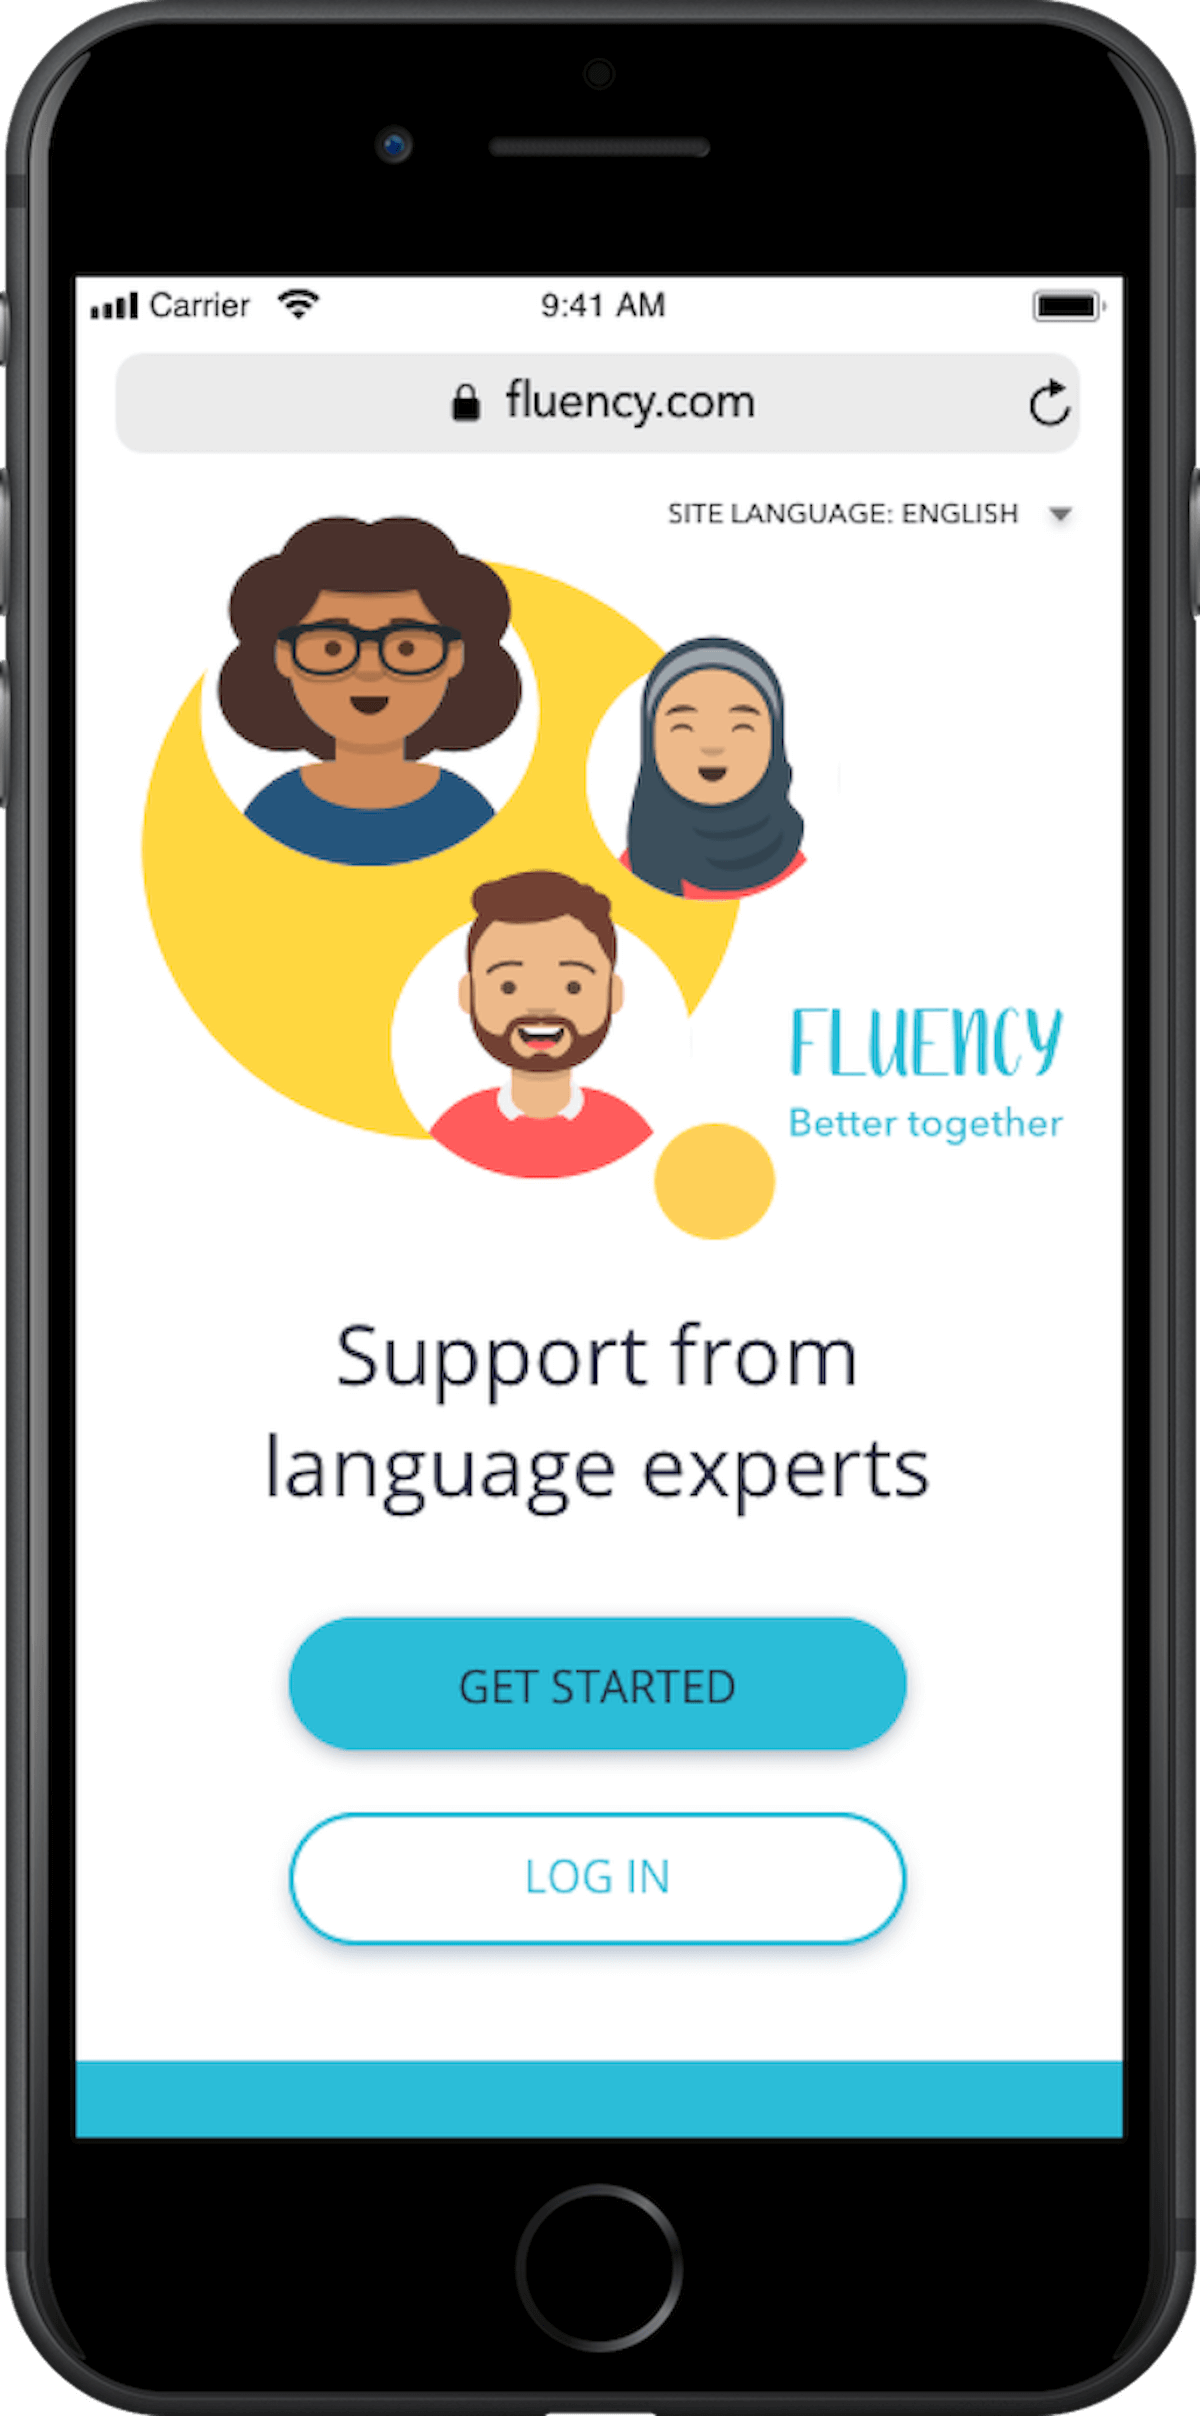 Carrier
9:41 AM
fluency.com
SITE LANGUAGE: ENGLISH
FLUENCY
Better together
Support from
language experts
GET STARTED
LOG IN